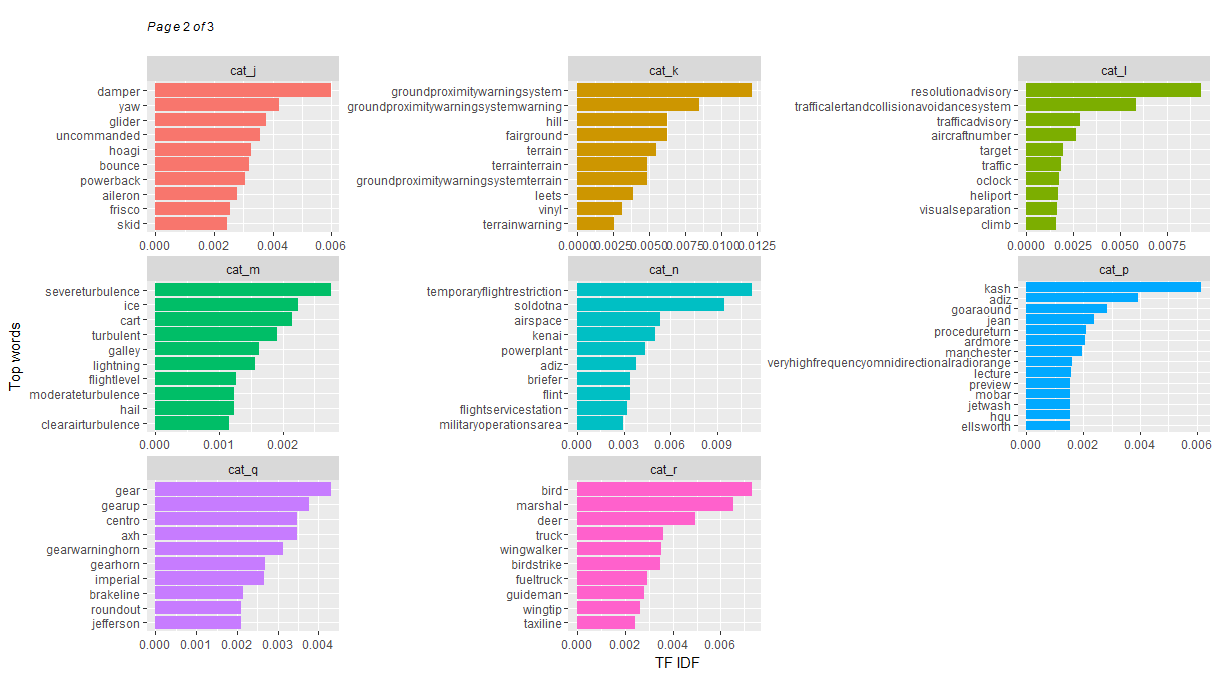 Page 2 of 3
cat_j
damper
yaw
glider
uncommanded
hoagi
bounce
powerback
aileron
frisco
skid
0.000 0.002 0.004 0.006
cat_k
groundproximitywarningsystem
groundproximitywarningsystemwarning
hill
fairground
terrain
terrainterrain
groundproximitywarningsystemterrain
leets
vinyl
terrainwarning
0.0000 0.0025 0.0050 0.0075 0.0100 0.0125
cat_l
resolutionadvisory
trafficalertandcollisionavoidancesystem
trafficadvisory
aircraftnumber
target
traffic
oclock
heliport
visualseparation
climb
0.0000 0.0025 0.0050 0.0075
cat_m
severeturbulence
ice
cart
turbulent
galley
lightning
flightlevel
moderateturbulence
hail
clearairturbulence
0.000 0.001 0.002
cat_n
temporaryflightrestriction
soldotna
airspace
kenai
powerplant
adiz
briefer
flint
flightservicestation
militaryoperationsarea
0.000 0.003 0.006 0.009
cat_p
kash
adiz
goaraound
jean
procedureturn
ardmore
manchester
veryhighfrequencyomnidirectionalradiorange
lecture
preview
mobar
jetwash
hqu
ellsworth
0.000 0.002 0.004 0.006
cat_q
gear
gearup
centro
axh
gearwarninghorn
gearhorn
imperial
brakeline
roundout
jefferson
0.000 0.001 0.002 0.003 0.004
cat_r
bird
marshal
deer
truck
wingwalker
birdstrike
fueltruck
guideman
wingtip
taxiline
0.000 0.002 0.004 0.006
Top words
TF IDF